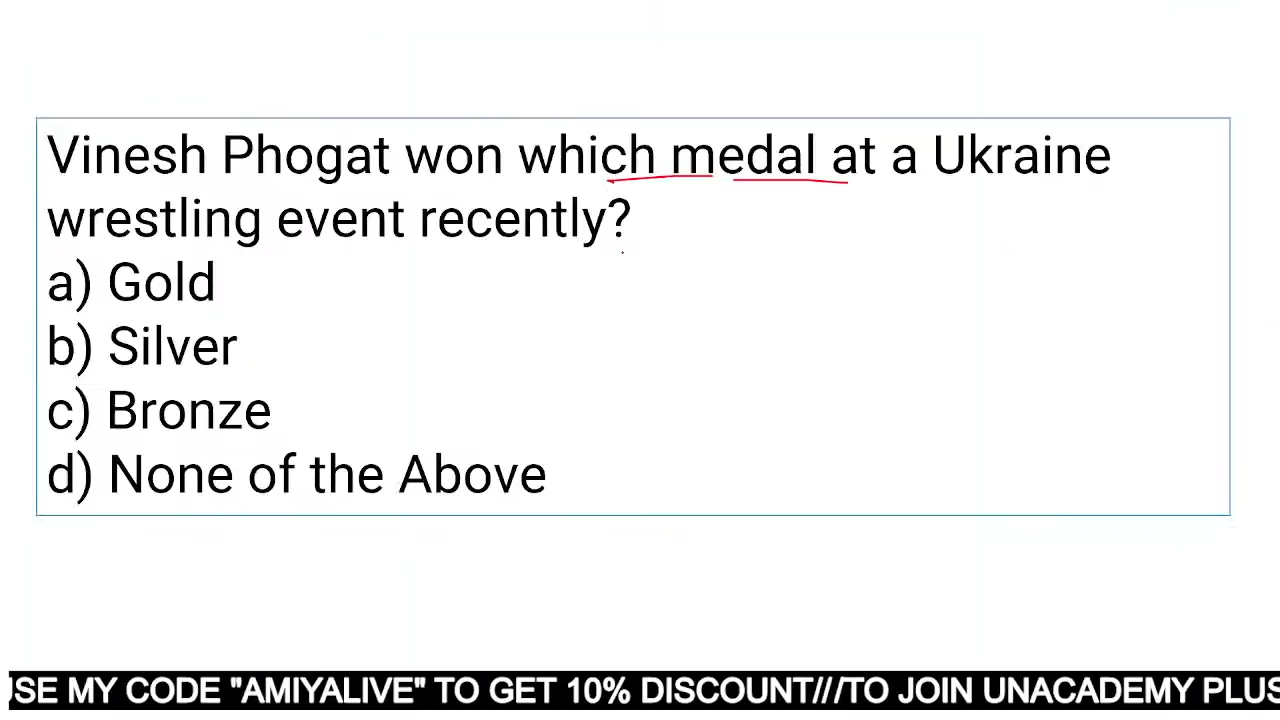 Vinesh Phogat won which medal at a Ukraine
wrestling event recently?
a) Gold
b) Silver
c) Bronze
d) None of the Above
USE MY CODE "AMIYALIVE" TO GET 10% DISCOUNT///TO JOIN UNACADEMY PLUS